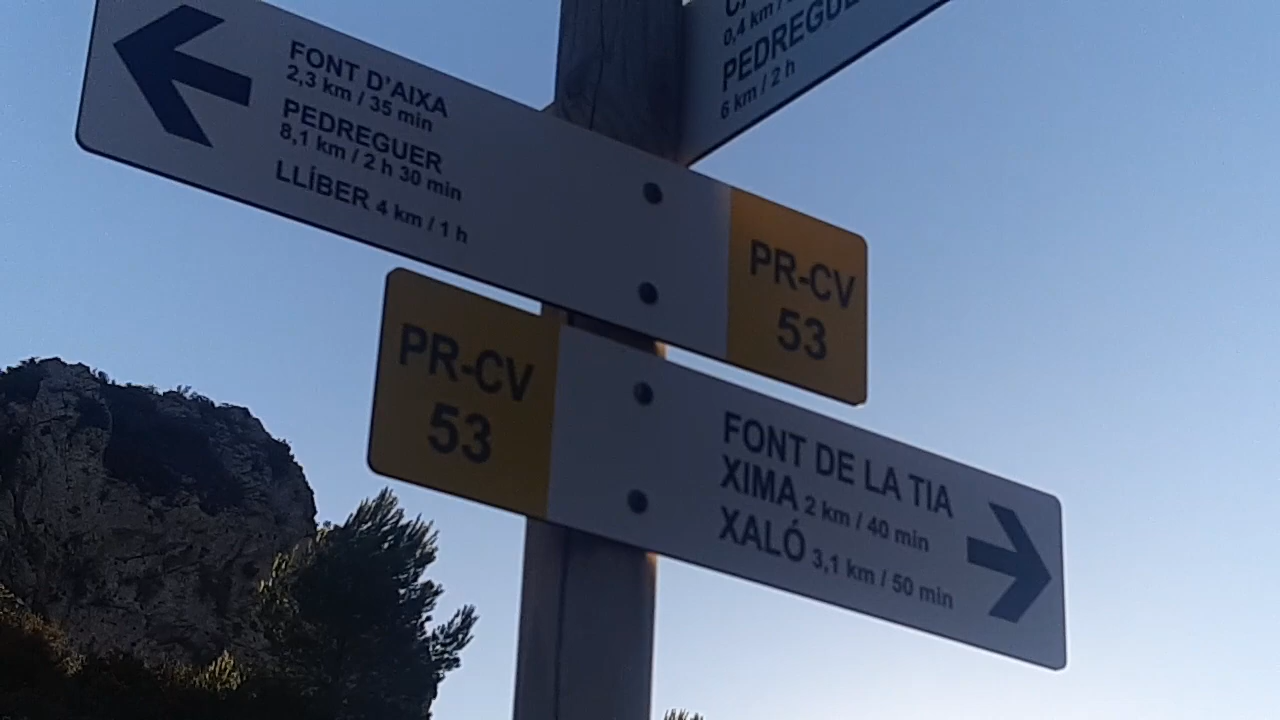 0,4 km /
PEDREGUE
6 km / 2 h
FONT D'AIXA
2,3 km / 35 min
PEDREGUER
8,1 km / 2 h 30 min
LLÍBER 4 km / 1 h
PR-CV
53
PR-CV
53
FONT DE LA TIA
XIMA 2 km / 40 min
XALÓ 3,1 km / 50 min